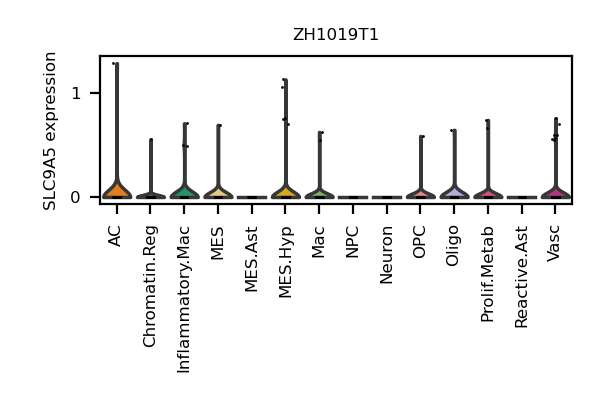 ZH1019T1
SLC9A5 expression
1
0
AC
Chromatin.Reg
Inflammatory.Mac
MES
MES.Ast
MES.Hyp
Mac
NPC
Neuron
OPC
Oligo
Prolif.Metab
Reactive.Ast
Vasc